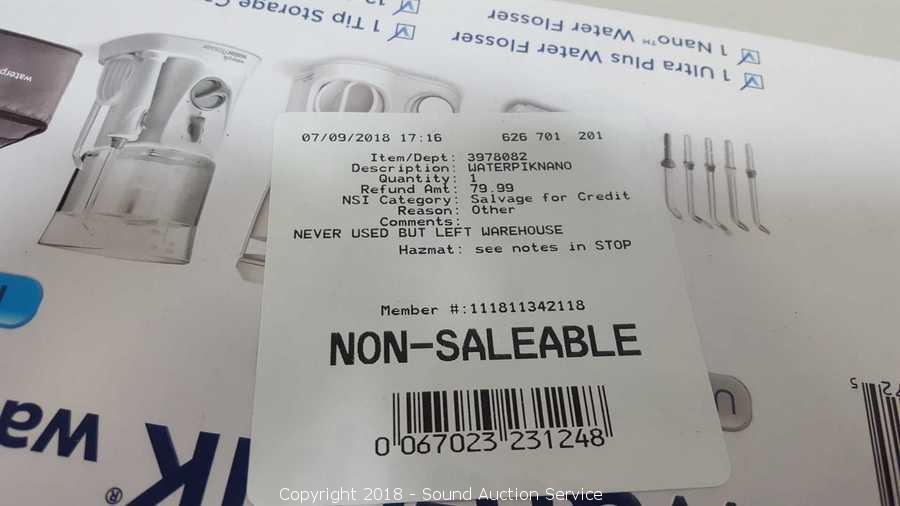 1 Tip Storage
1 Nano™ Water Flosser
1 Ultra Plus Water Flosser
waterpik
07/09/2018 17:16 626 701 201
Item/Dept: 3978082
Description: WATERPIKNANO
Quantity: 1
Refund Amt: 79.99
NSI Category: Salvage for Credit
Reason: Other
Comments:
NEVER USED BUT LEFT WAREHOUSE
Hazmat: see notes in STOP
Member #:111811342118
NON-SALEABLE
0 067023 231248
Copyright 2018 - Sound Auction Service